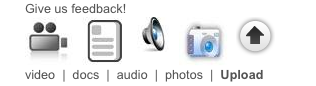 Give us feedback!
video | docs | audio | photos | Upload